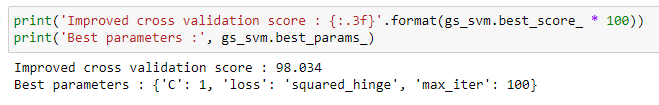 print('Improved cross validation score : {:.3f}'.format(gs_svm.best_score_ * 100))
print('Best parameters :', gs_svm.best_params_)
Improved cross validation score : 98.034
Best parameters : {'C': 1, 'loss': 'squared_hinge', 'max_iter': 100}